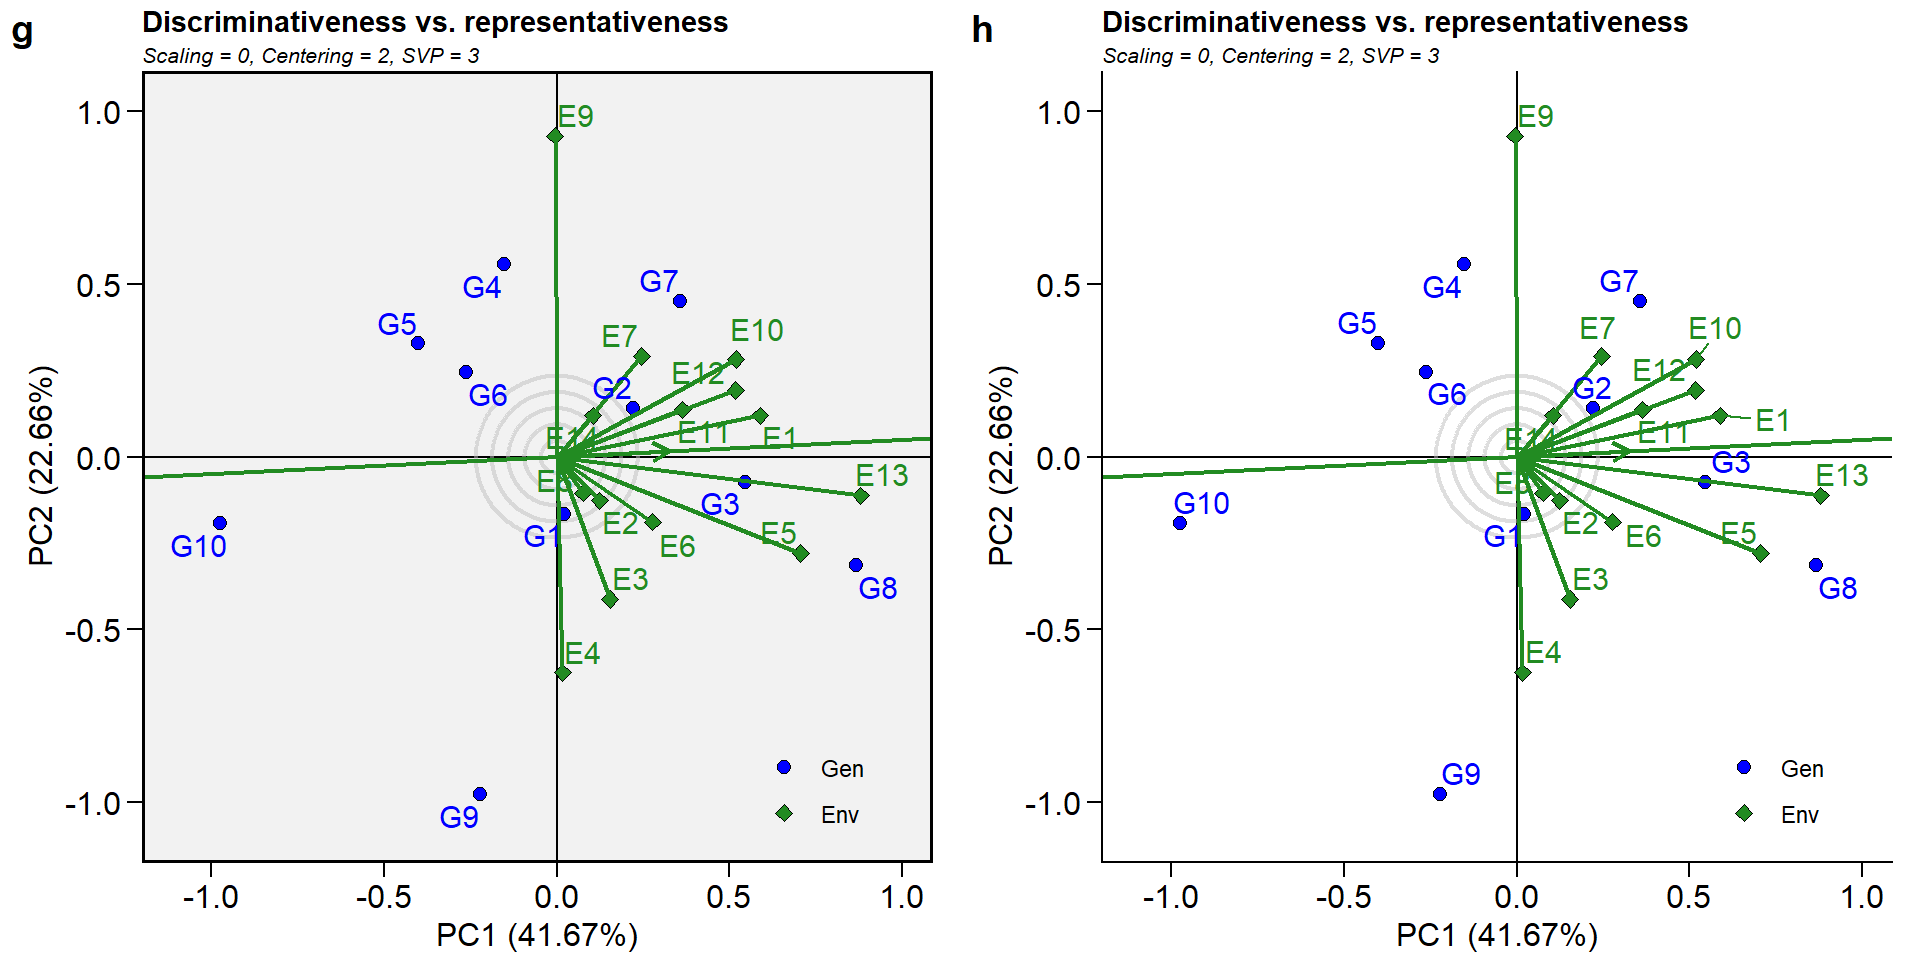 g
Discriminativeness vs. representativeness
Scaling = 0, Centering = 2, SVP = 3
E9
1.0
G4
G7
0.5
G5
E7
E10
G6
G2
E12
E14
E11
E1
0.0
E13
G3
G10
G1
E2
E6
E5
E3
G8
-0.5
E4
Gen
-1.0
G9
Env
-1.0
-0.5
0.0
0.5
1.0
PC1 (41.67%)
PC2 (22.66%)
h
Discriminativeness vs. representativeness
Scaling = 0, Centering = 2, SVP = 3
E9
1.0
G4
G7
0.5
G5
E7
E10
G6
G2
E12
E14
E11
E1
0.0
G3
E13
G10
G1
E2
E6
E5
E3
G8
-0.5
E4
G9
Gen
-1.0
Env
-1.0
-0.5
0.0
0.5
1.0
PC1 (41.67%)
PC2 (22.66%)